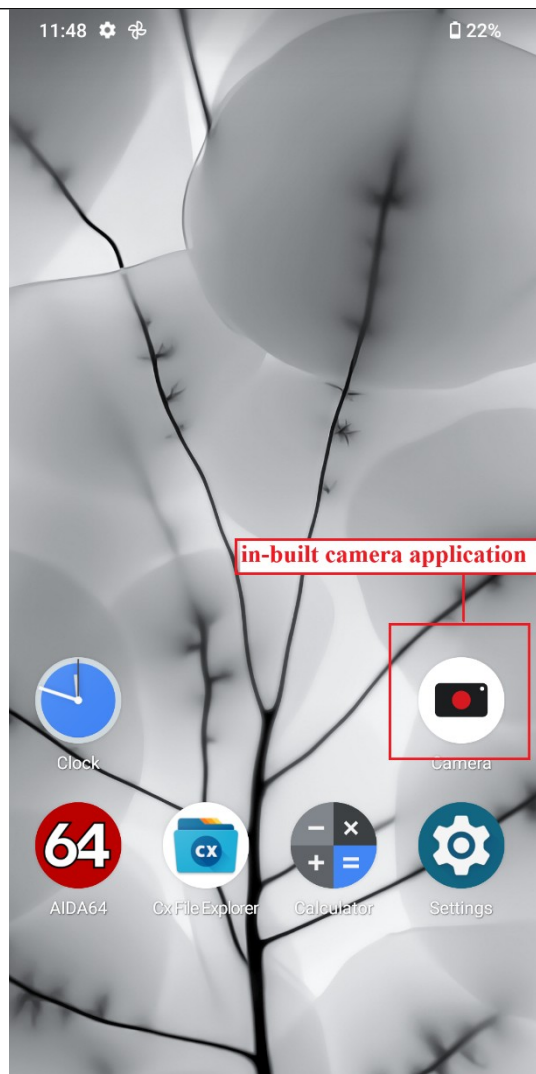 11:48 22%
in-built camera application
Clock Camera
64 CX
AIDA64 Cx File Explorer Calculator Settings